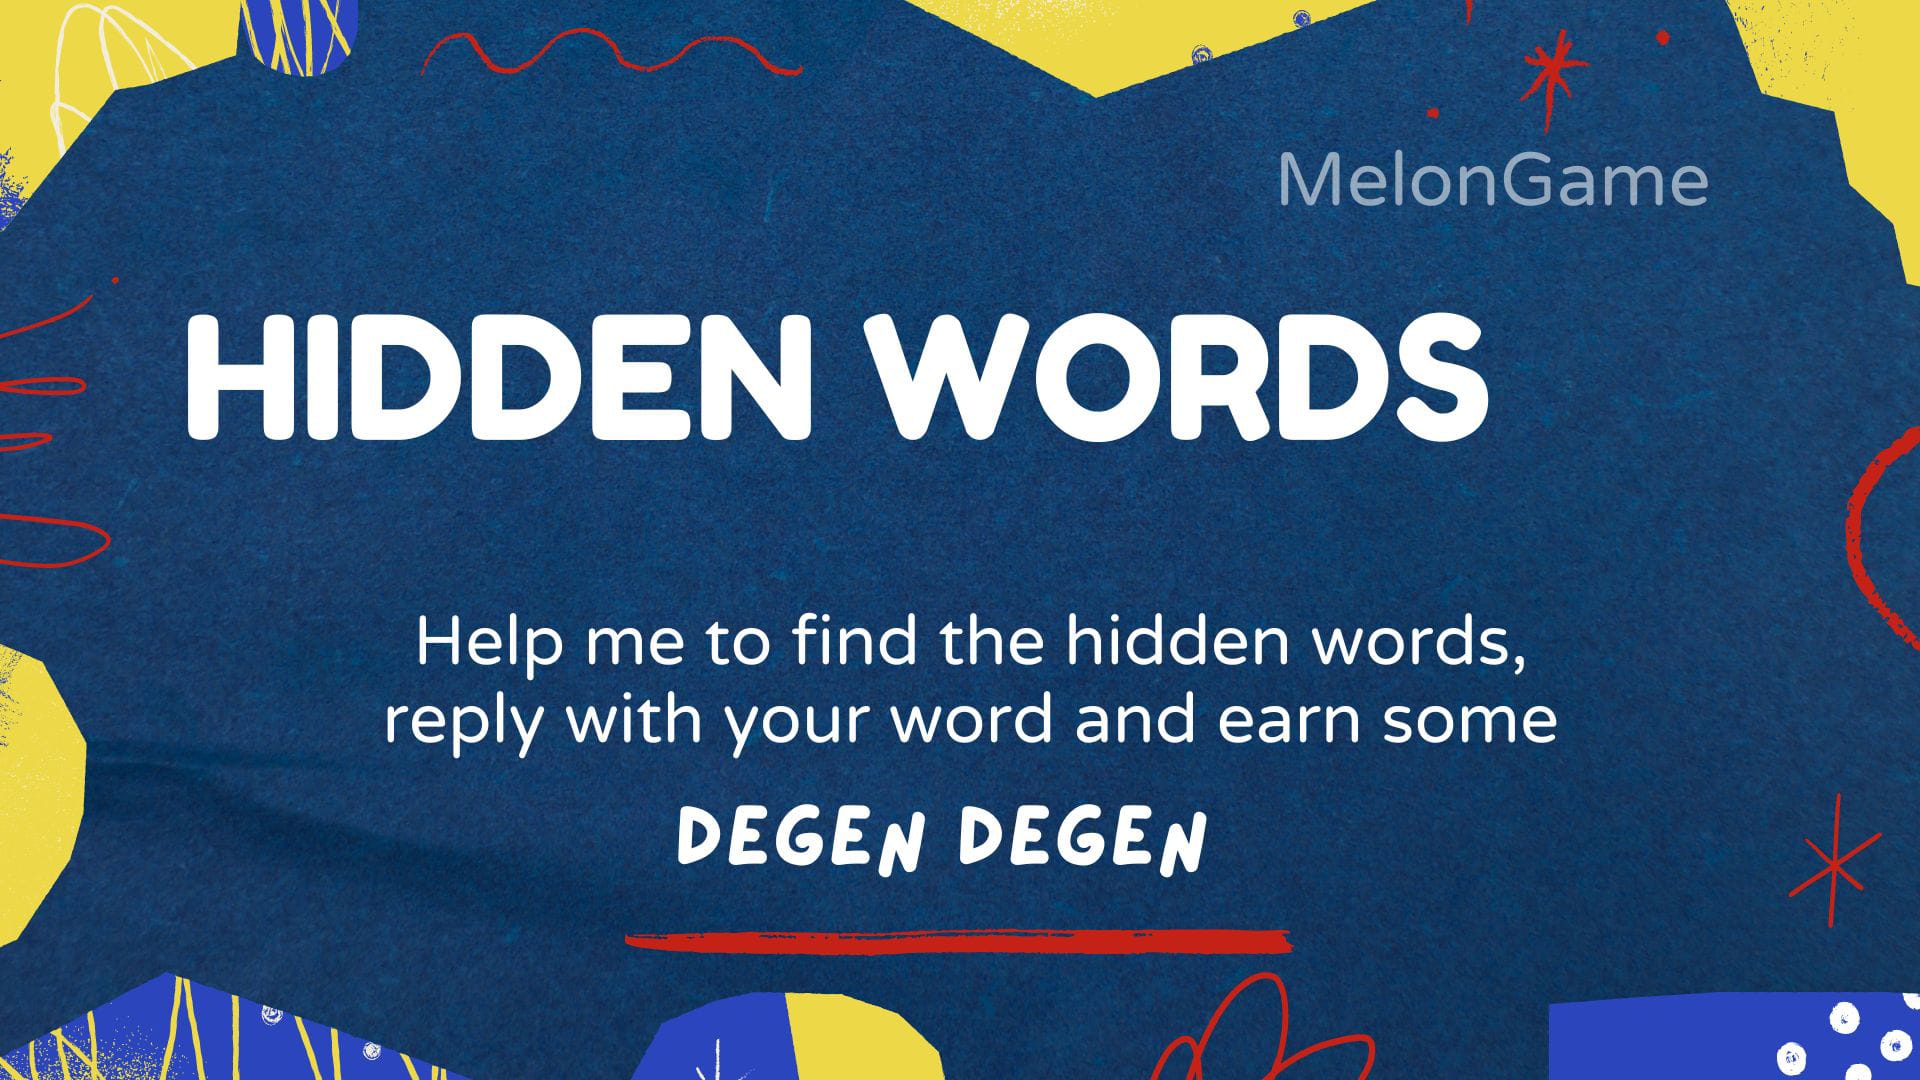 MelonGame
HIDDEN WORDS
Help me to find the hidden words,
reply with your word and earn some
DEGEN DEGEN